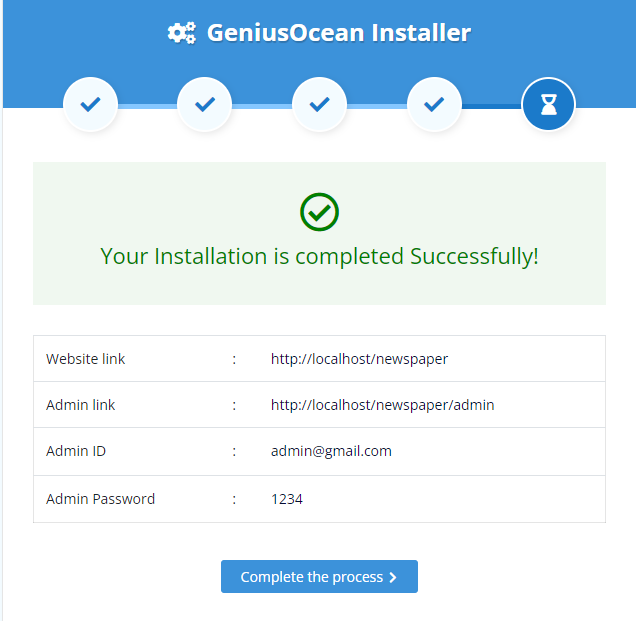 GeniusOcean Installer
Your Installation is completed Successfully!
Website link : http://localhost/newspaper
Admin link : http://localhost/newspaper/admin
Admin ID : admin@gmail.com
Admin Password : 1234
Complete the process